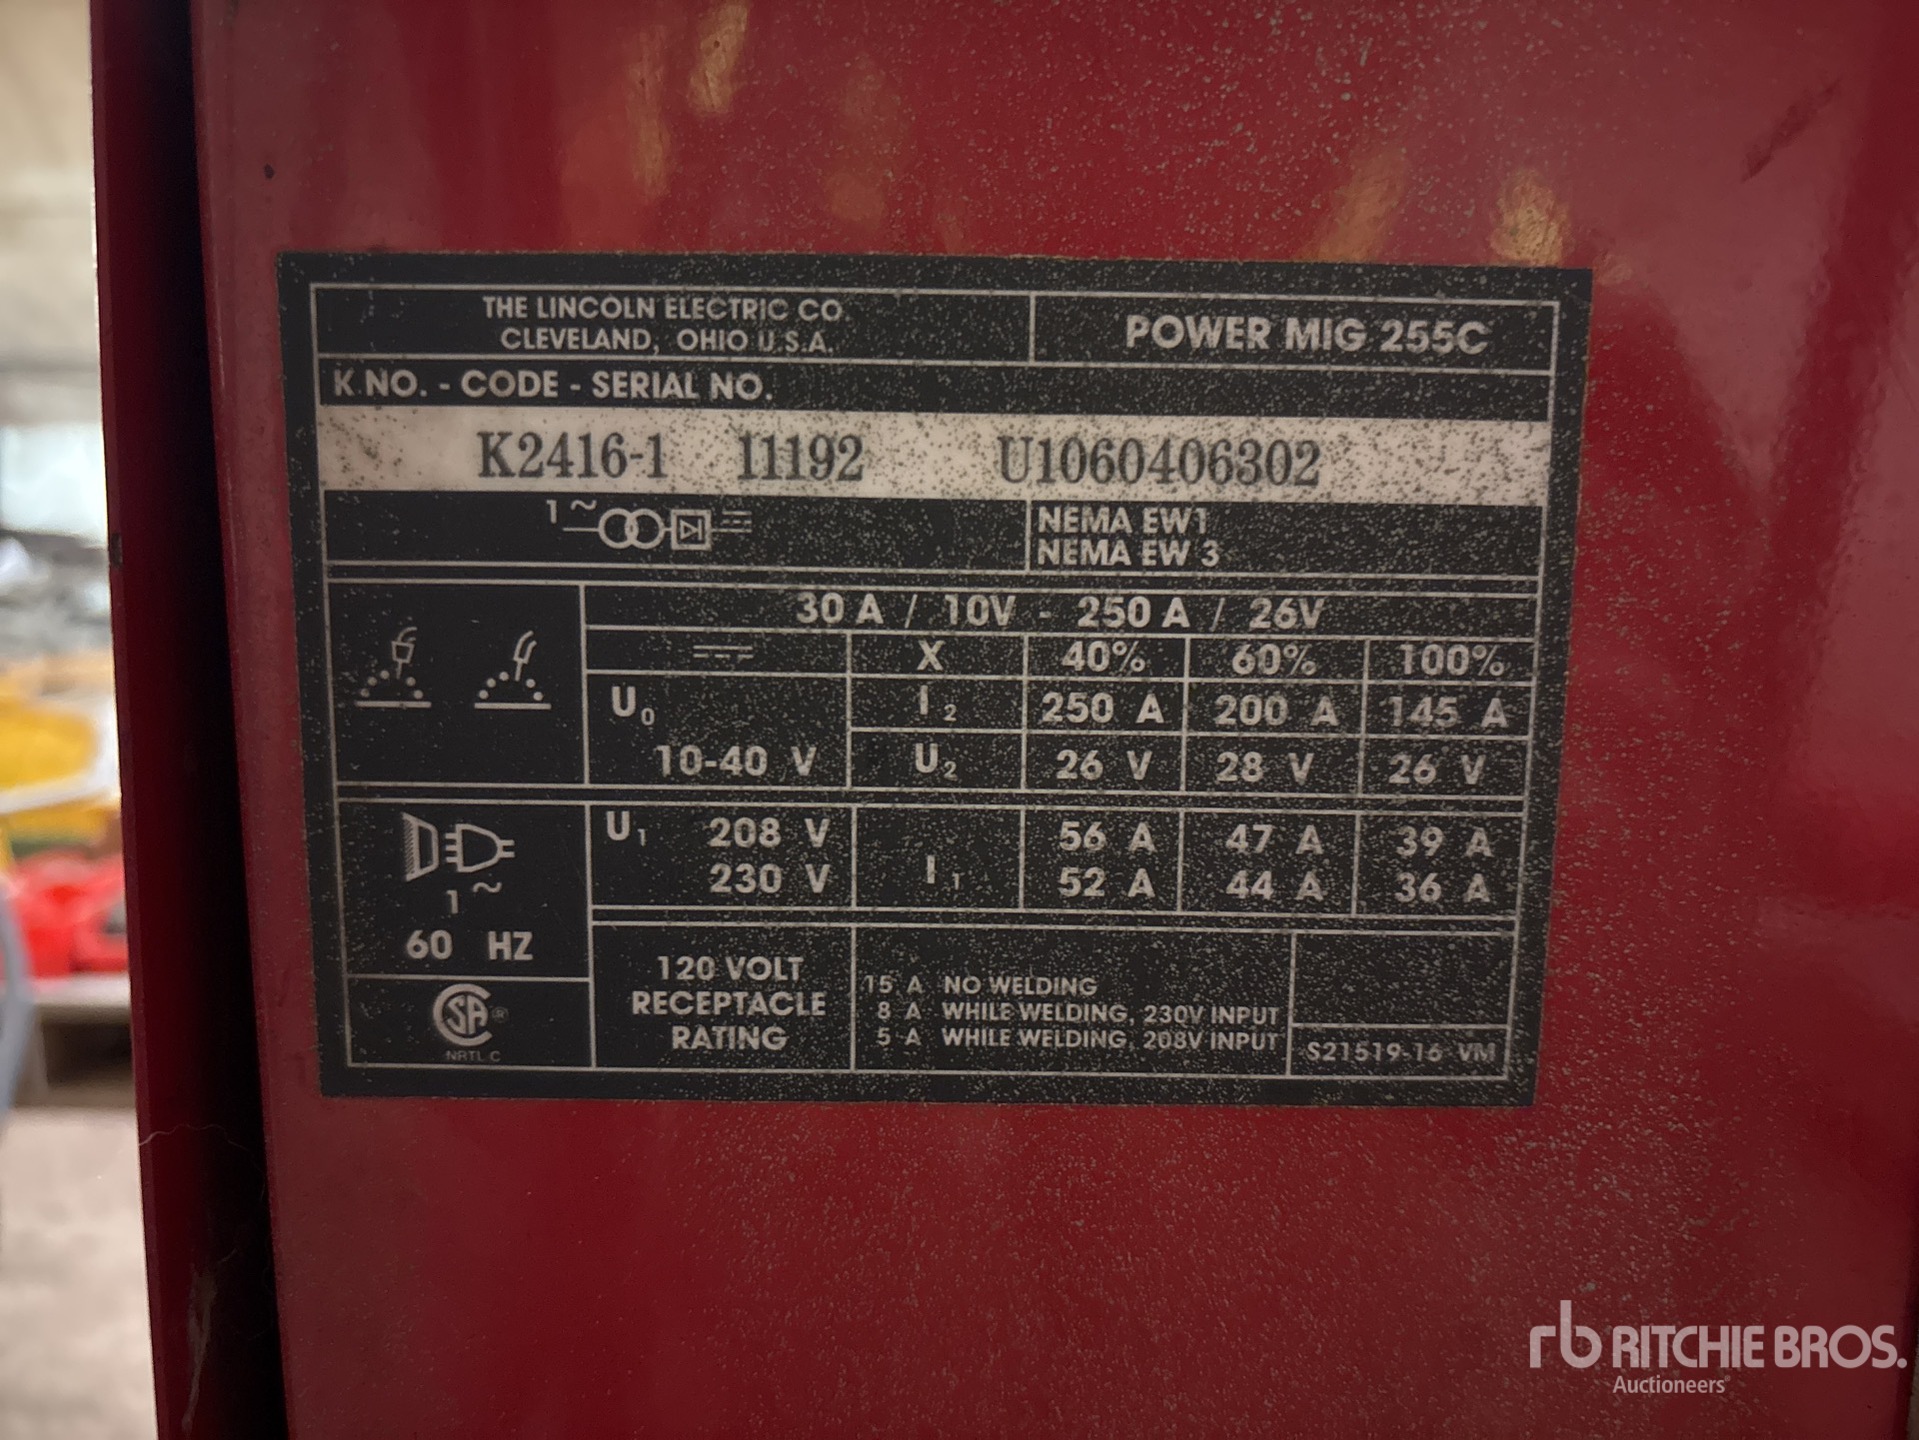 THE LINCOLN ELECTRIC CO
CLEVELAND, OHIO U.S.A.
POWER MIG 255C
K.NO. - CODE - SERIAL NO.
K2416-1 11192 U1060406302
1~
NEMA EW1
NEMA EW 3
30 A / 10V - 250 A / 26V
X 40% 60% 100%
U0
10-40 V
I2 250 A 200 A 145 A
U2 26 V 28 V 26 V
1~
60 HZ
U1 208 V
230 V
I1
56 A 47 A 39 A
52 A 44 A 36 A
120 VOLT
RECEPTACLE
RATING
15 A NO WELDING
8 A WHILE WELDING, 230V INPUT
5 A WHILE WELDING, 208V INPUT
S21519-16 VM
CSA®
NRTL C
rb RITCHIE BROS.
Auctioneers